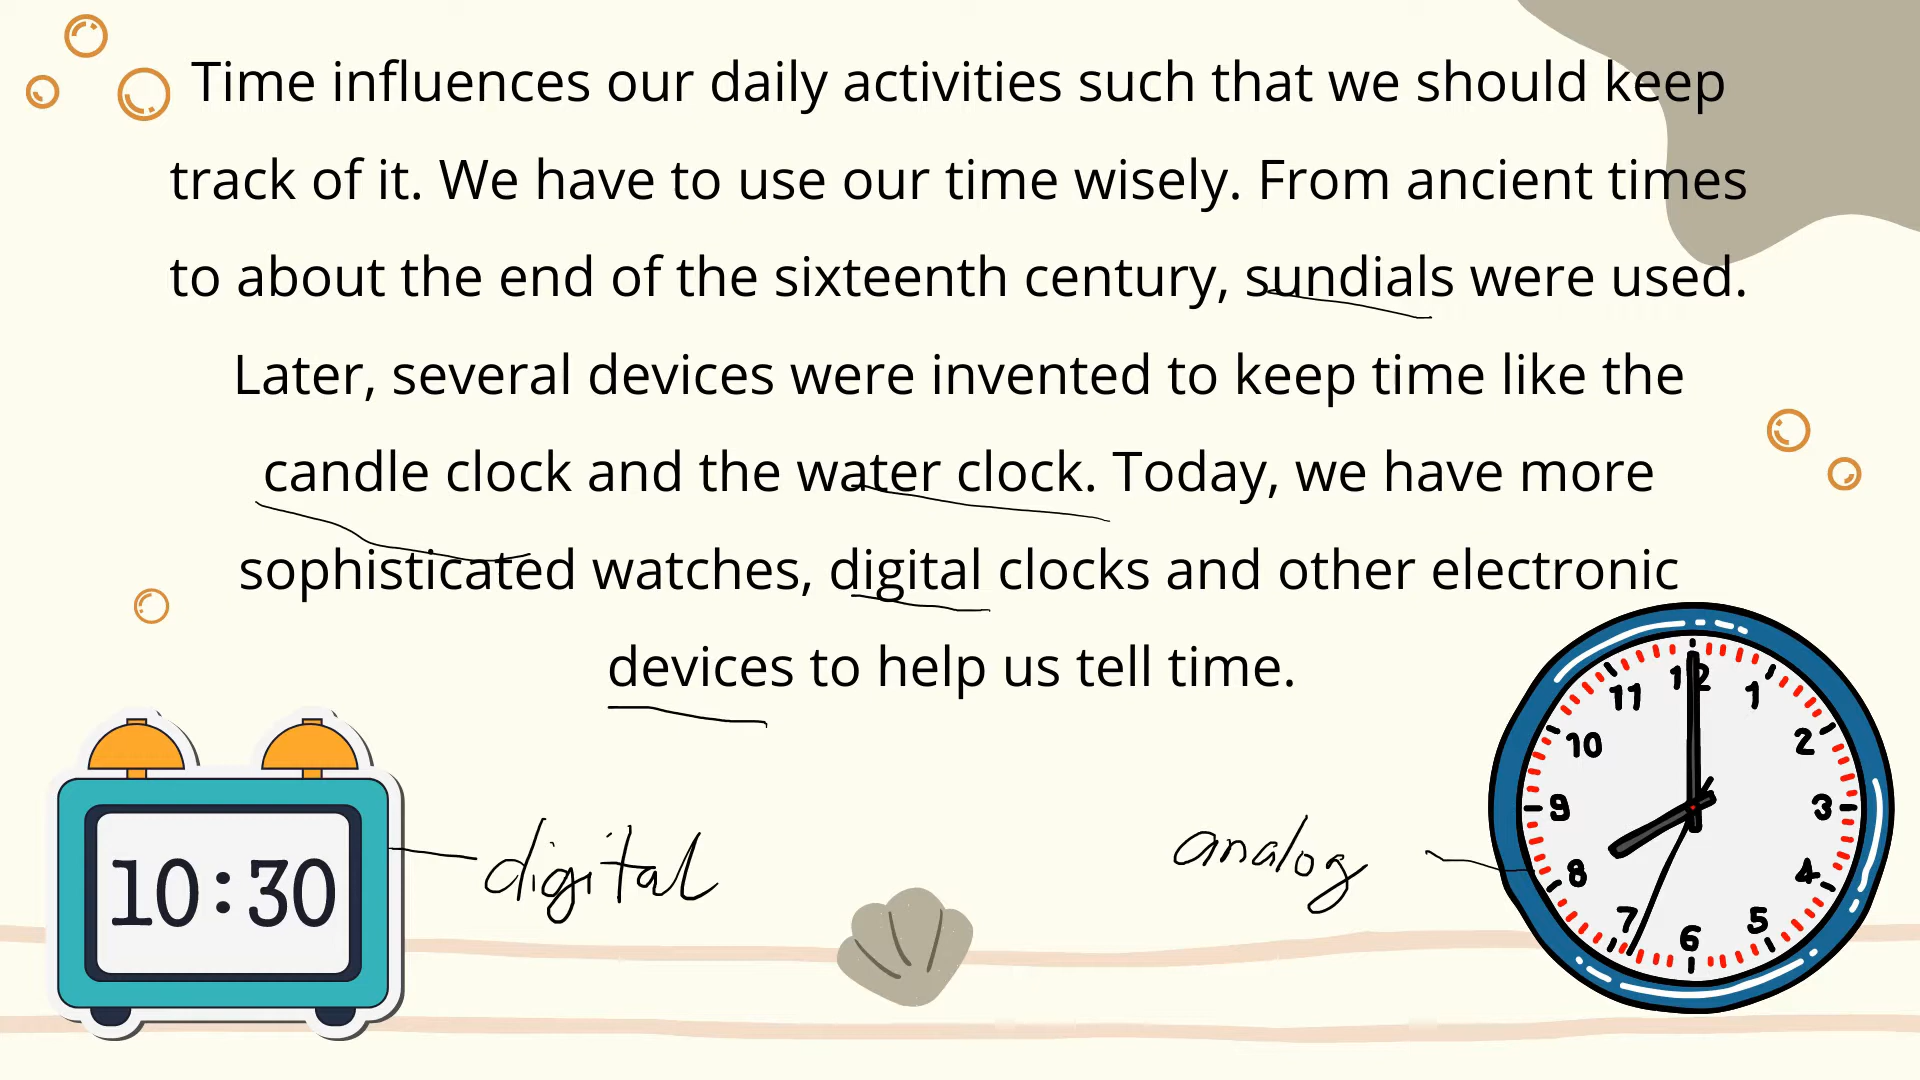 Time influences our daily activities such that we should keep
track of it. We have to use our time wisely. From ancient times
to about the end of the sixteenth century, sundials were used.
Later, several devices were invented to keep time like the
candle clock and the water clock. Today, we have more
sophisticated watches, digital clocks and other electronic
devices to help us tell time.
10:30
digital
analog
12
1
2
3
4
5
6
7
8
9
10
11